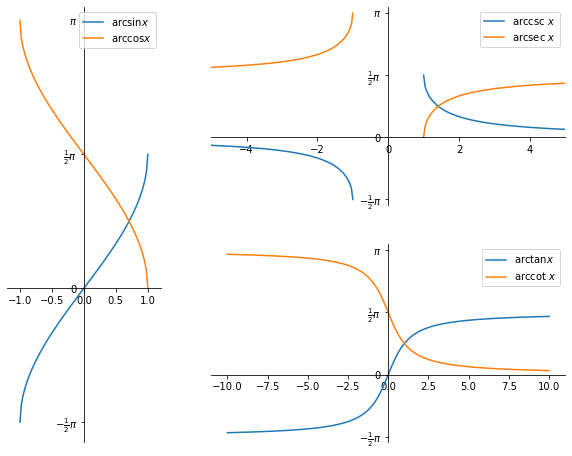 arcsinx
arccosx
π
½π
0
−½π
−1.0 −0.5 0.0 0.5 1.0
arccsc x
arcsec x
π
½π
0
−½π
−4 −2 0 2 4
arctanx
arccot x
π
½π
0
−½π
−10.0 −7.5 −5.0 −2.5 0.0 2.5 5.0 7.5 10.0